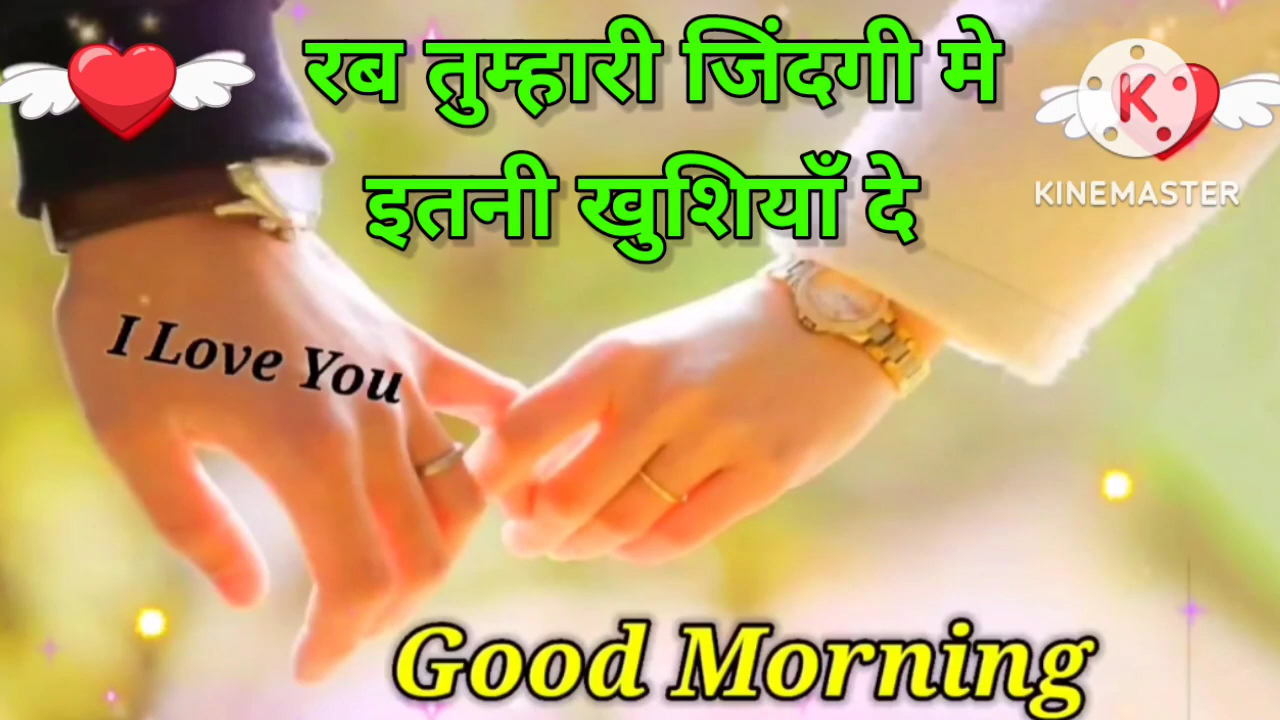 रब तुम्हारी जिंदगी मे
इतनी खुशियाँ दे
K
KINEMASTER
I Love You
Good Morning